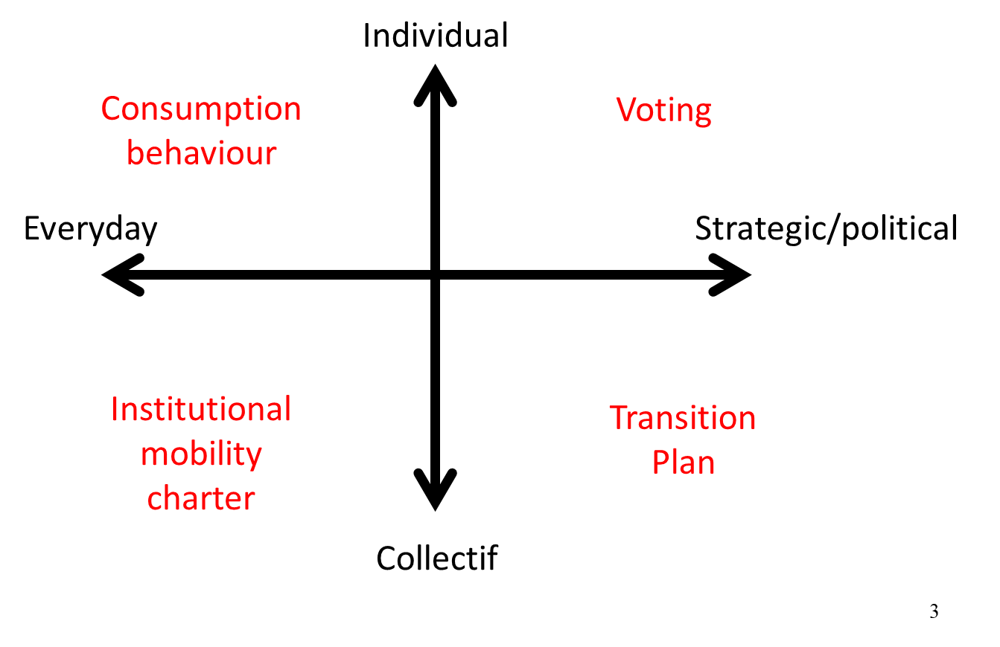 Individual
Consumption
behaviour
Voting
Everyday
Strategic/political
Institutional
mobility
charter
Transition
Plan
Collectif
3